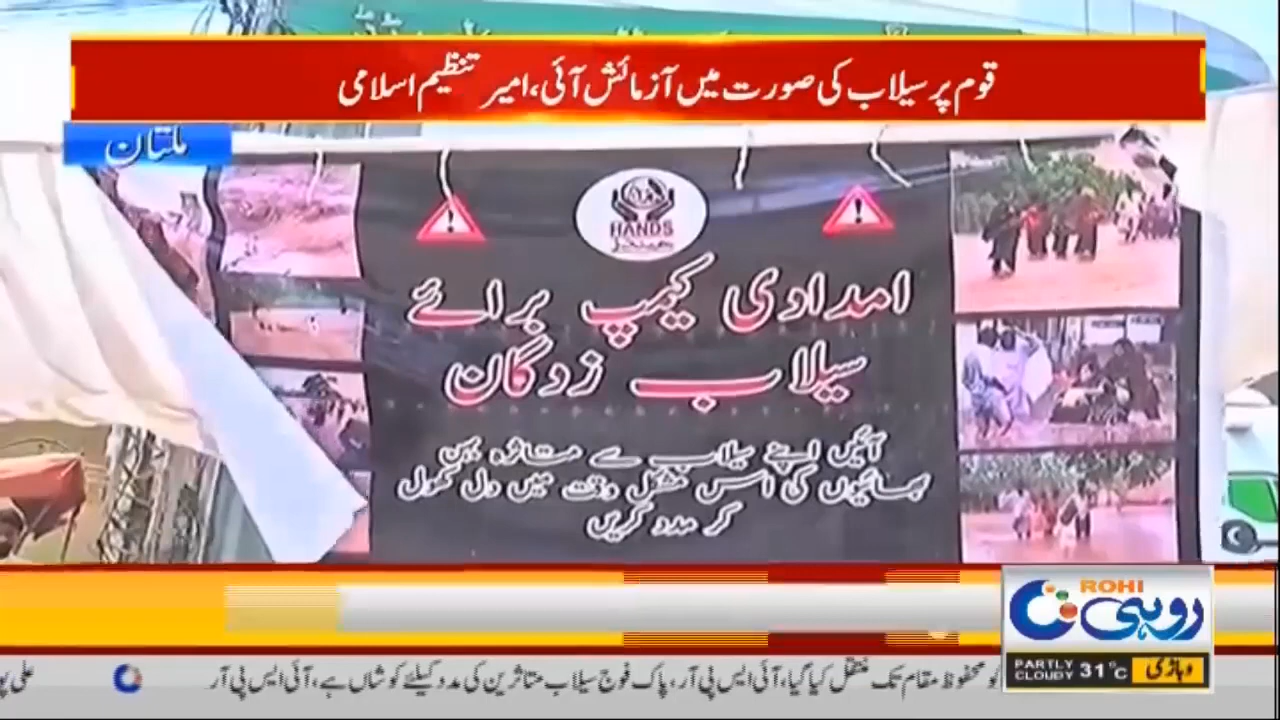 قوم پر سیلاب کی صورت میں آزمائش آئی، امیر تنظیم اسلامی
ملتان
HANDS
ہینڈز
امدادی کیمپ برائے
سیلاب زدگان
آئیں اپنے سیلاب سے متاثرہ بہن
بھائیوں کی اس مشکل وقت میں دل کھول
کر مدد کریں
ROHI
روہی
PARTLY CLOUDY 31°C
وہاڑی
کو محفوظ مقام تک منتقل کیا گیا، آئی ایس پی آر، پاک فوج سیلاب متاثرین کی مدد کیلئے کوشاں ہے، آئی ایس پی آر